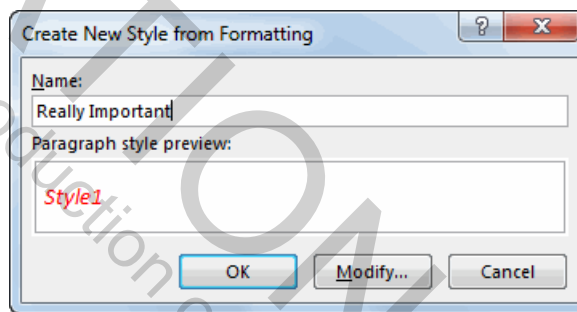 Create New Style from Formatting
Name:
Really Important
Paragraph style preview:
Style1
OK Modify... Cancel